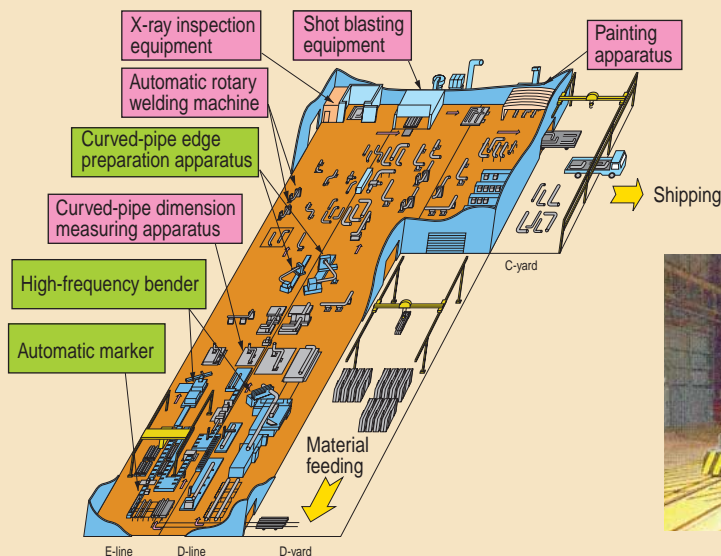 X-ray inspection
equipment
Shot blasting
equipment
Painting
apparatus
Automatic rotary
welding machine
Curved-pipe edge
preparation apparatus
Curved-pipe dimension
measuring apparatus
Shipping
C-yard
High-frequency bender
Automatic marker
Material
feeding
E-line
D-line
D-yard